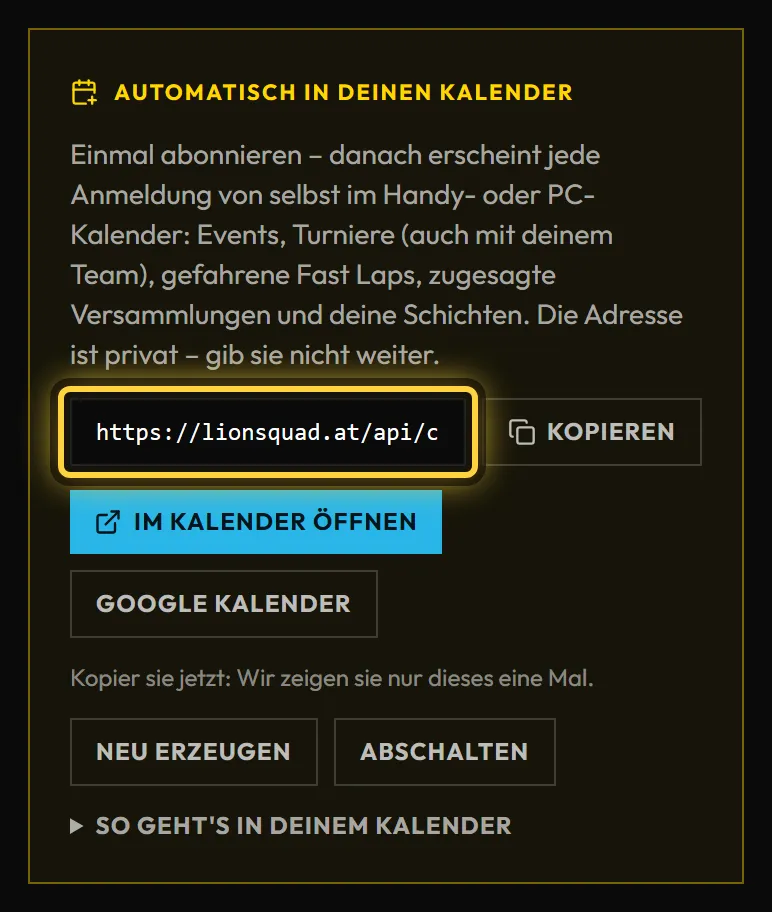 AUTOMATISCH IN DEINEN KALENDER
Einmal abonnieren – danach erscheint jede
Anmeldung von selbst im Handy- oder PC-
Kalender: Events, Turniere (auch mit deinem
Team), gefahrene Fast Laps, zugesagte
Versammlungen und deine Schichten. Die Adresse
ist privat – gib sie nicht weiter.
https://lionsquad.at/api/c
KOPIEREN
IM KALENDER ÖFFNEN
GOOGLE KALENDER
Kopier sie jetzt: Wir zeigen sie nur dieses eine Mal.
NEU ERZEUGEN
ABSCHALTEN
SO GEHT'S IN DEINEM KALENDER